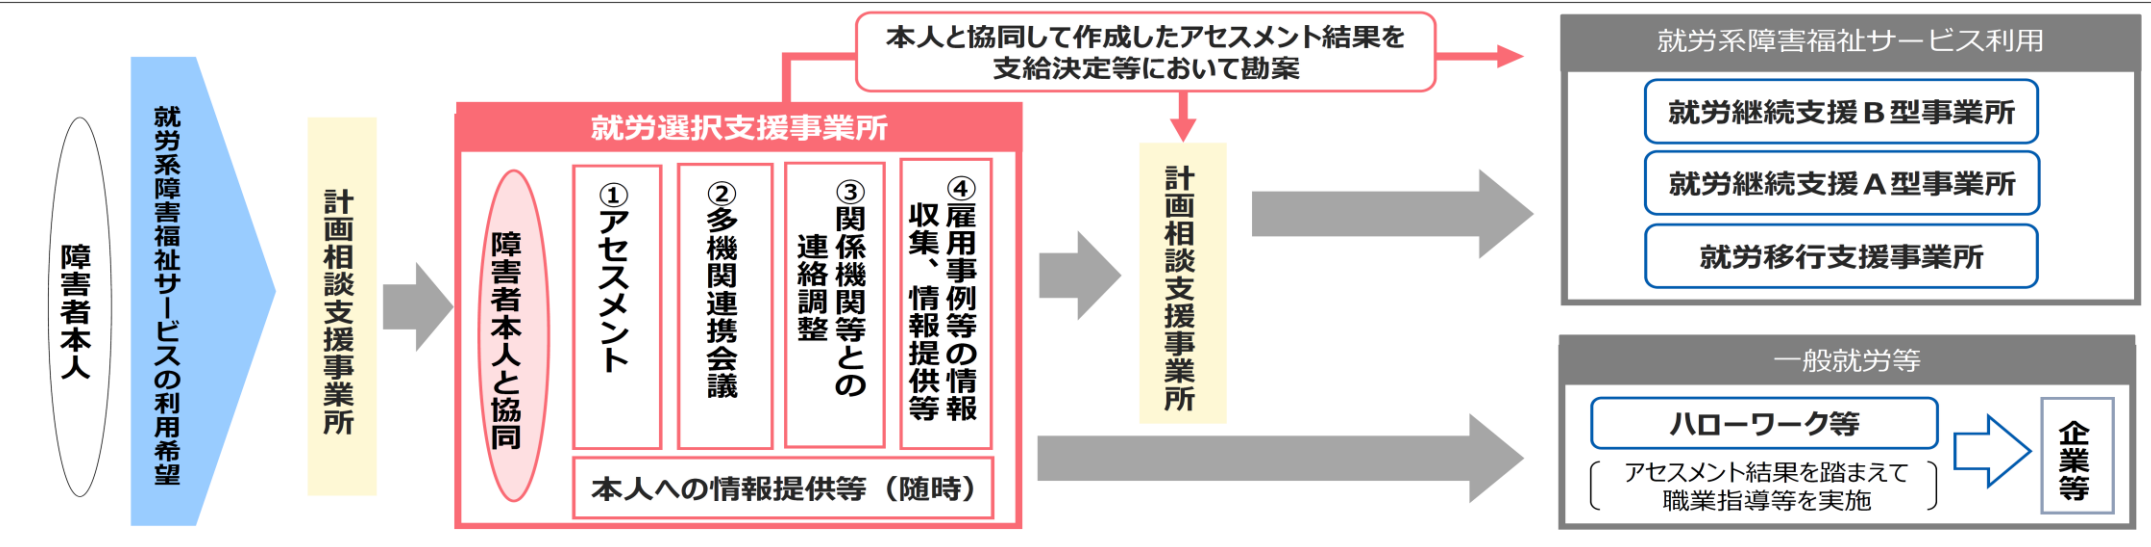 障害者本人
就労系障害福祉サービスの利用希望
計画相談支援事業所
就労選択支援事業所
障害者本人と協同
①アセスメント
②多機関連携会議
③関係機関等との
連絡調整
④雇用事例等の情報
収集、情報提供等
本人への情報提供等（随時）
本人と協同して作成したアセスメント結果を
支給決定等において勘案
計画相談支援事業所
就労系障害福祉サービス利用
就労継続支援Ｂ型事業所
就労継続支援Ａ型事業所
就労移行支援事業所
一般就労等
ハローワーク等
アセスメント結果を踏まえて
職業指導等を実施
企業等